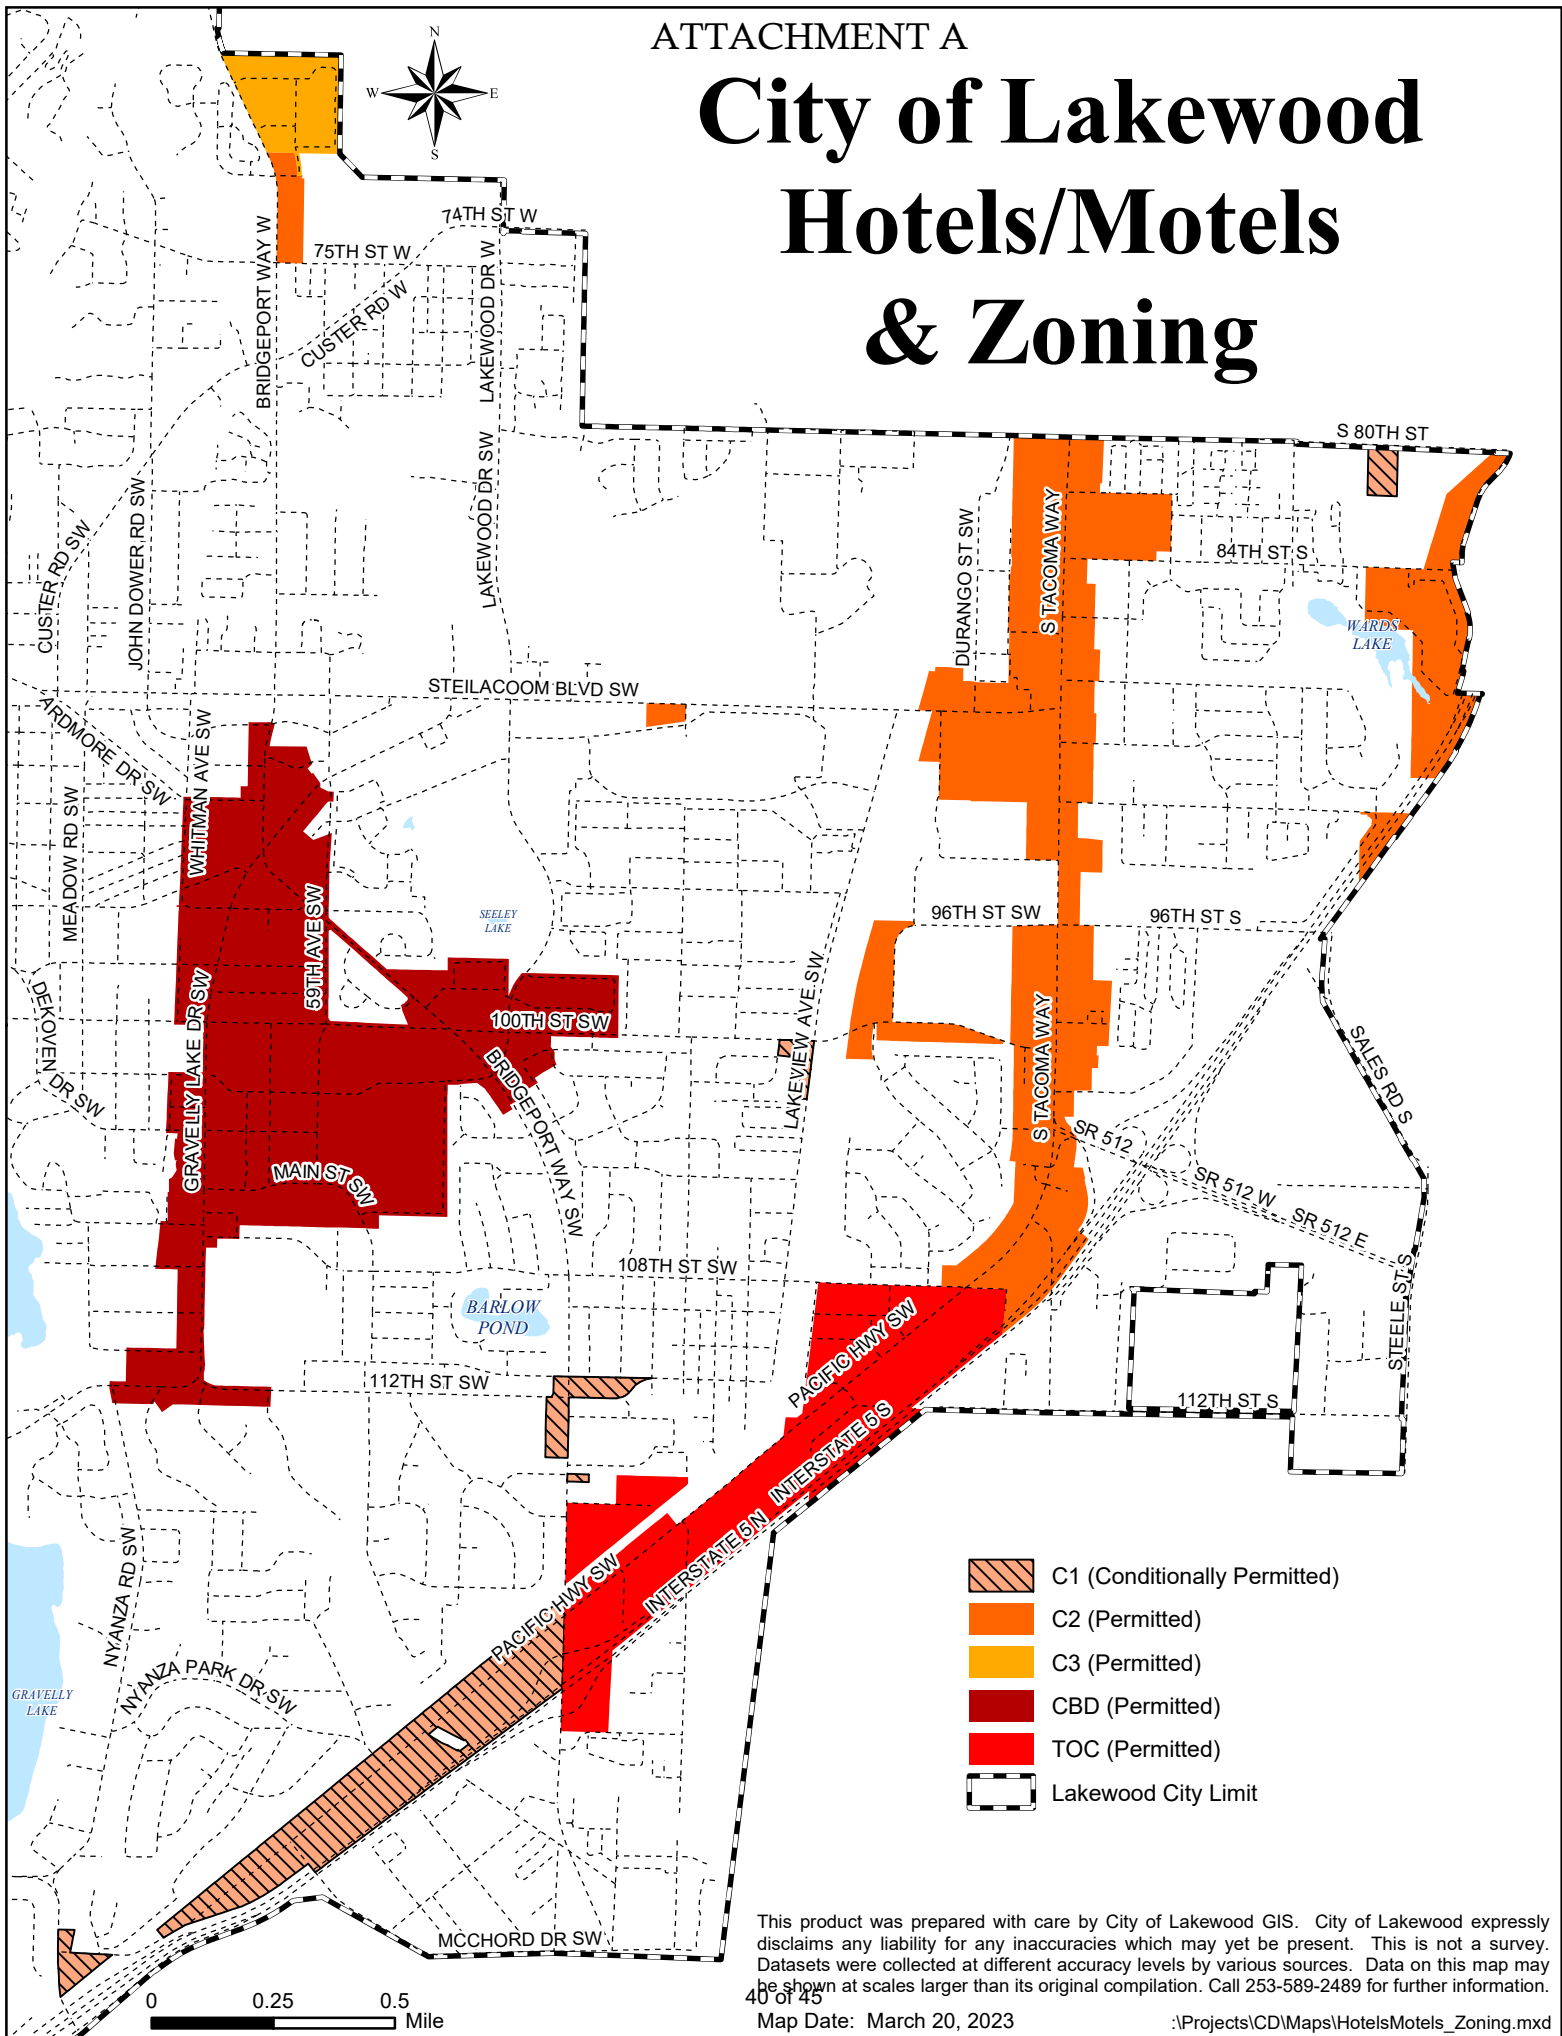 ATTACHMENT A
City of Lakewood
Hotels/Motels
& Zoning
N
W
E
S
74TH ST W
75TH ST W
BRIDGEPORT WAY W
CUSTER RD W
LAKEWOOD DR W
LAKEWOOD DR SW
S 80TH ST
CUSTER RD SW
JOHN DOWER RD SW
DURANGO ST SW
S TACOMA WAY
84TH ST S
WARDS
LAKE
STEILACOOM BLVD SW
ARDMORE DR SW
WHITMAN AVE SW
MEADOW RD SW
59TH AVE SW
SEELEY
LAKE
96TH ST SW
96TH ST S
LAKEVIEW AVE SW
DEKOVEN DR SW
GRAVELLY LAKE DR SW
100TH ST SW
BRIDGEPORT WAY SW
S TACOMA WAY
SALES RD S
SR 512
SR 512 W
SR 512 E
MAIN ST SW
108TH ST SW
BARLOW
POND
PACIFIC HWY SW
STEELE ST S
112TH ST SW
112TH ST S
INTERSTATE 5 S
INTERSTATE 5 N
PACIFIC HWY SW
NYANZA RD SW
NYANZA PARK DR SW
GRAVELLY
LAKE
MCCHORD DR SW
C1 (Conditionally Permitted)
C2 (Permitted)
C3 (Permitted)
CBD (Permitted)
TOC (Permitted)
Lakewood City Limit
This product was prepared with care by City of Lakewood GIS. City of Lakewood expressly
disclaims any liability for any inaccuracies which may yet be present. This is not a survey.
Datasets were collected at different accuracy levels by various sources. Data on this map may
be shown at scales larger than its original compilation. Call 253-589-2489 for further information.
40 of 45
Map Date: March 20, 2023
:\Projects\CD\Maps\HotelsMotels_Zoning.mxd
0 0.25 0.5
Mile